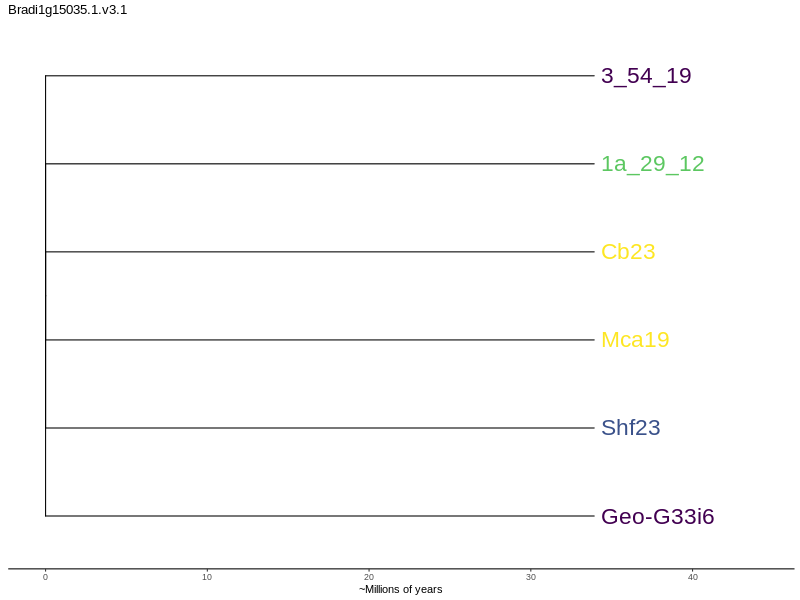 Bradi1g15035.1.v3.1
3_54_19
1a_29_12
Cb23
Mca19
Shf23
Geo-G33i6
0 10 20 30 40
~Millions of years